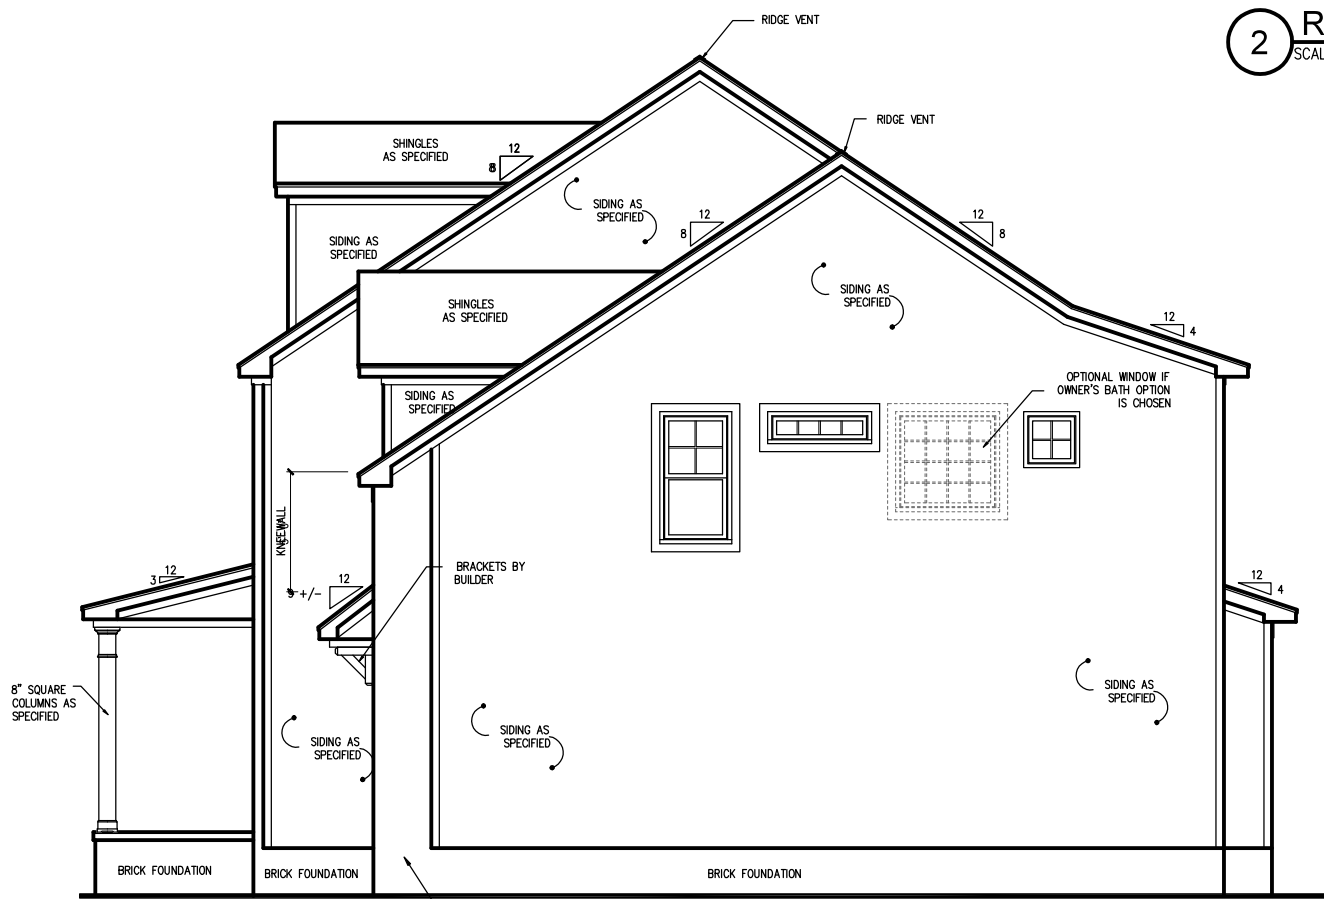 RIDGE VENT
2
R
SCAL
RIDGE VENT
SHINGLES
AS SPECIFIED
12
8
SIDING AS
SPECIFIED
12
8
12
8
SIDING AS
SPECIFIED
SIDING AS
SPECIFIED
SHINGLES
AS SPECIFIED
12
4
OPTIONAL WINDOW IF
OWNER'S BATH OPTION
IS CHOSEN
SIDING AS
SPECIFIED
KNEEWALL
12
3
12
9 +/-
BRACKETS BY
BUILDER
12
4
8" SQUARE
COLUMNS AS
SPECIFIED
SIDING AS
SPECIFIED
SIDING AS
SPECIFIED
SIDING AS
SPECIFIED
BRICK FOUNDATION
BRICK FOUNDATION
BRICK FOUNDATION